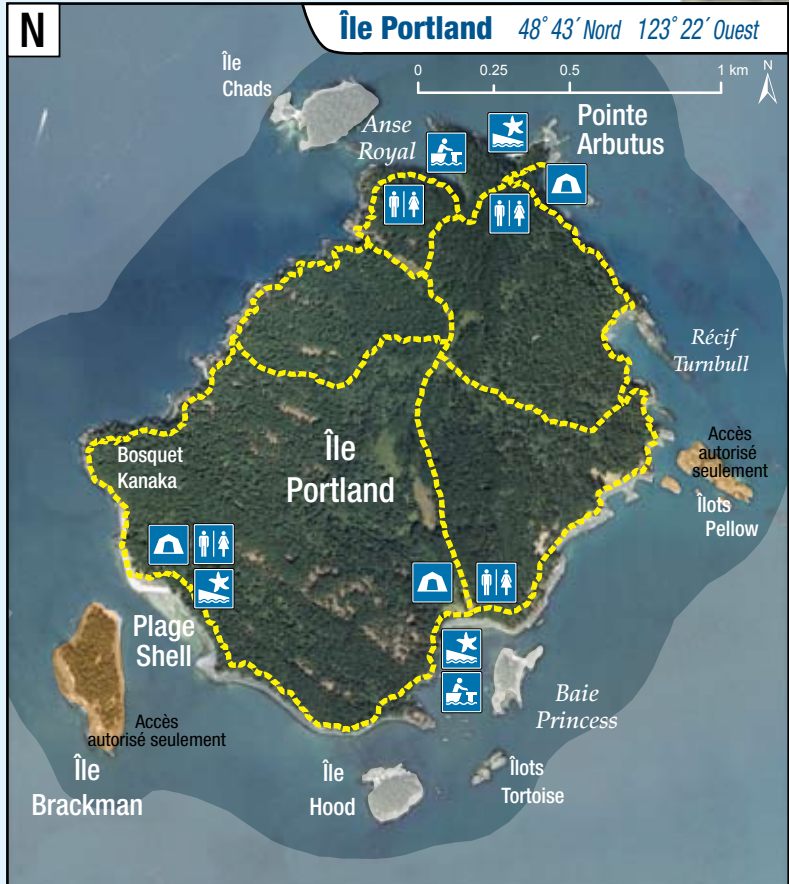 N
Île Portland 48° 43´ Nord 123° 22´ Ouest
Île
Chads
0 0.25 0.5 1 km
N
Anse
Royal
Pointe
Arbutus
Récif
Turnbull
Accès
autorisé
seulement
Îlots
Pellow
Bosquet
Kanaka
Île
Portland
Plage
Shell
Baie
Princess
Accès
autorisé seulement
Île
Brackman
Île
Hood
Îlots
Tortoise